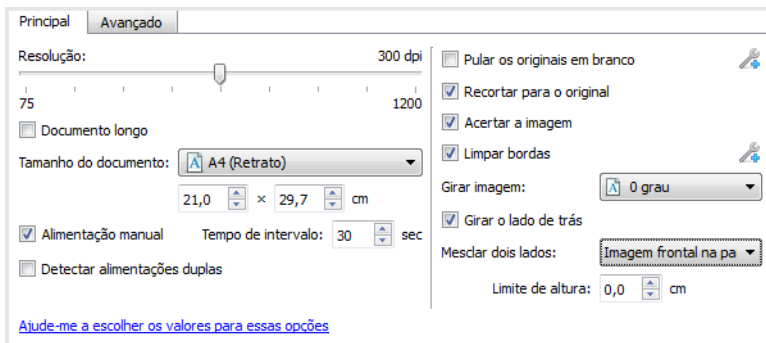 Principal
Avançado
Resolução: 300 dpi
75 1200
Documento longo
Tamanho do documento: A4 (Retrato)
21,0 × 29,7 cm
Alimentação manual Tempo de intervalo: 30 sec
Detectar alimentações duplas
Ajude-me a escolher os valores para essas opções
Pular os originais em branco
Recortar para o original
Acertar a imagem
Limpar bordas
Girar imagem: 0 grau
Girar o lado de trás
Mesclar dois lados: Imagem frontal na pa
Limite de altura: 0,0 cm